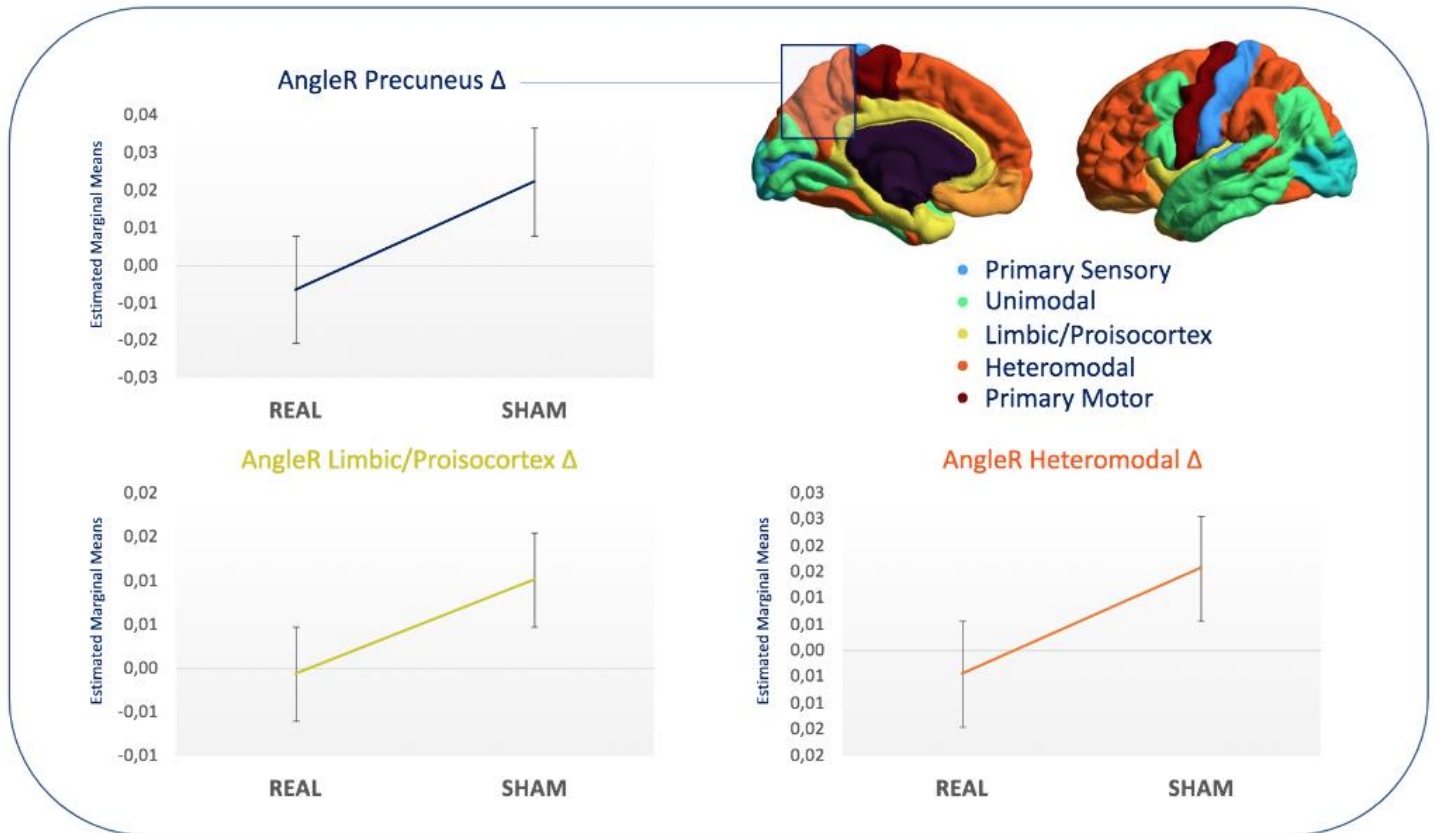 AngleR Precuneus Δ
Estimated Marginal Means
0,04
0,03
0,02
0,01
0,00
-0,01
-0,02
-0,03
REAL
SHAM
Primary Sensory
Unimodal
Limbic/Proisocortex
Heteromodal
Primary Motor
AngleR Limbic/Proisocortex Δ
Estimated Marginal Means
0,02
0,02
0,01
0,01
0,00
-0,01
-0,01
REAL
SHAM
AngleR Heteromodal Δ
Estimated Marginal Means
0,03
0,03
0,02
0,02
0,01
0,01
0,00
0,01
0,01
0,02
0,02
REAL
SHAM